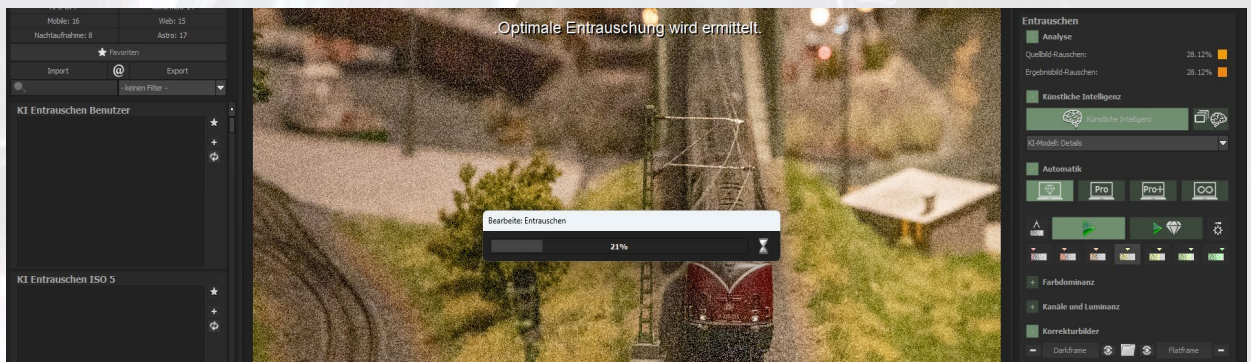 Mobile: 16
Web: 15
Nachtaufnahme: 8
Astro: 17
Favoriten
Import
@
Export
- keinen Filter -
KI Entrauschen Benutzer
KI Entrauschen ISO 5
.Optimale Entrauschung wird ermittelt.
Bearbeite: Entrauschen
21%
Entrauschen
Analyse
Quellbild-Rauschen: 28.12%
Ergebnisbild-Rauschen: 28.12%
Künstliche Intelligenz
Künstliche Intelligenz
KI-Modell: Details
Automatik
Pro
Pro+
Farbdominanz
Kanäle und Luminanz
Korrekturbilder
Darkframe
Flatframe